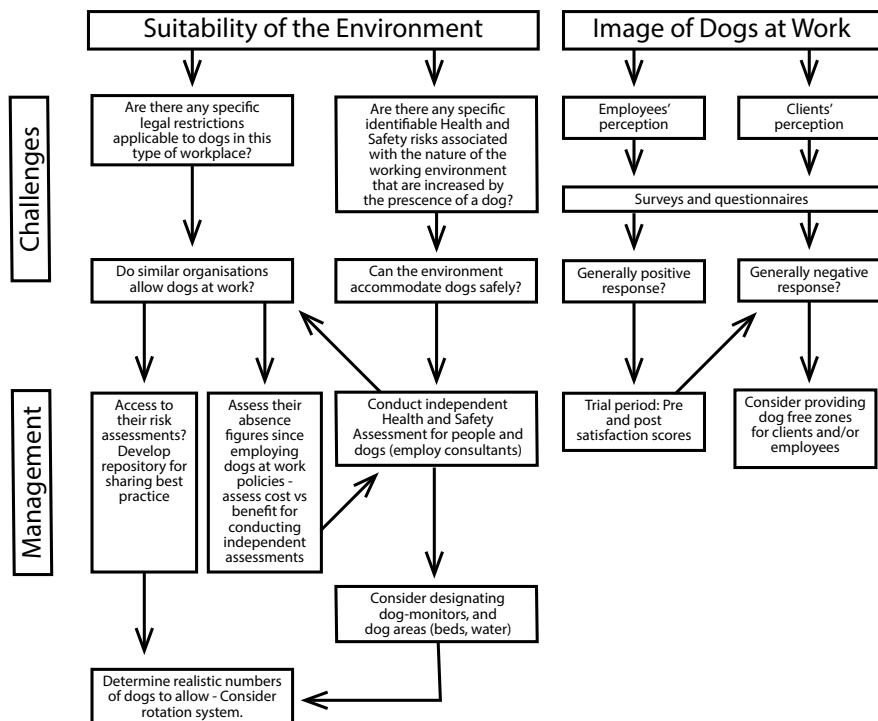 Suitability of the Environment
Image of Dogs at Work
Challenges
Are there any specific
legal restrictions
applicable to dogs in this
type of workplace?
Are there any specific
identifiable Health and
Safety risks associated
with the nature of the
working environment
that are increased by
the prescence of a dog?
Employees'
perception
Clients'
perception
Surveys and questionnaires
Do similar organisations
allow dogs at work?
Can the environment
accommodate dogs safely?
Generally positive
response?
Generally negative
response?
Management
Access to
their risk
assessments?
Develop
repository for
sharing best
practice
Assess their
absence
figures since
employing
dogs at work
policies -
assess cost vs
benefit for
conducting
independent
assessments
Conduct independent
Health and Safety
Assessment for people and
dogs (employ consultants)
Trial period: Pre
and post
satisfaction scores
Consider providing
dog free zones
for clients and/or
employees
Consider designating
dog-monitors, and
dog areas (beds, water)
Determine realistic numbers
of dogs to allow - Consider
rotation system.